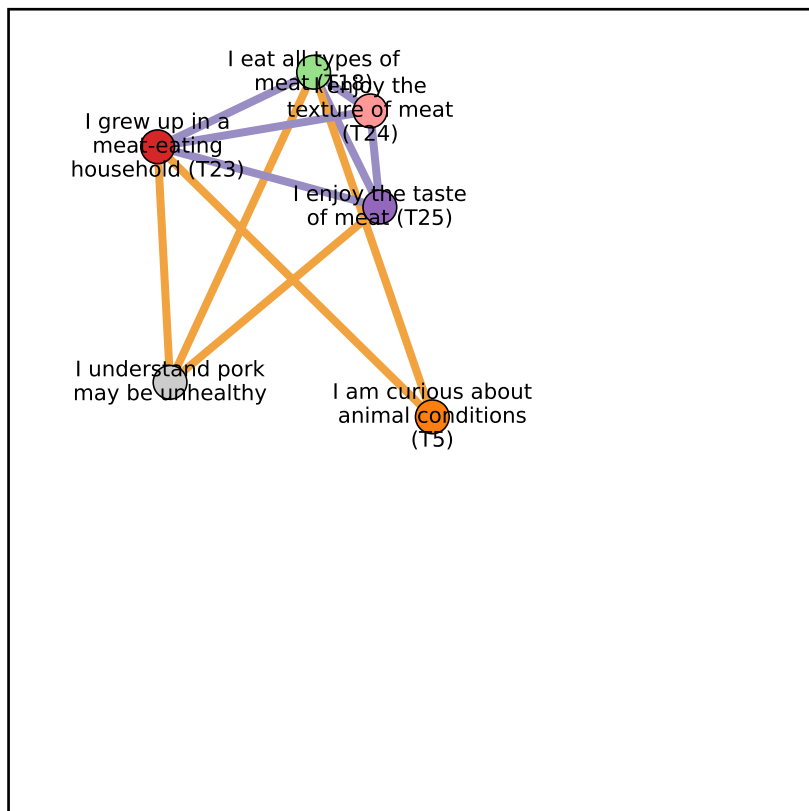 I eat all types of
meat (T18)
I enjoy the
texture of meat
(T24)
I grew up in a
meat-eating
household (T23)
I enjoy the taste
of meat (T25)
I understand pork
may be unhealthy
I am curious about
animal conditions
(T5)